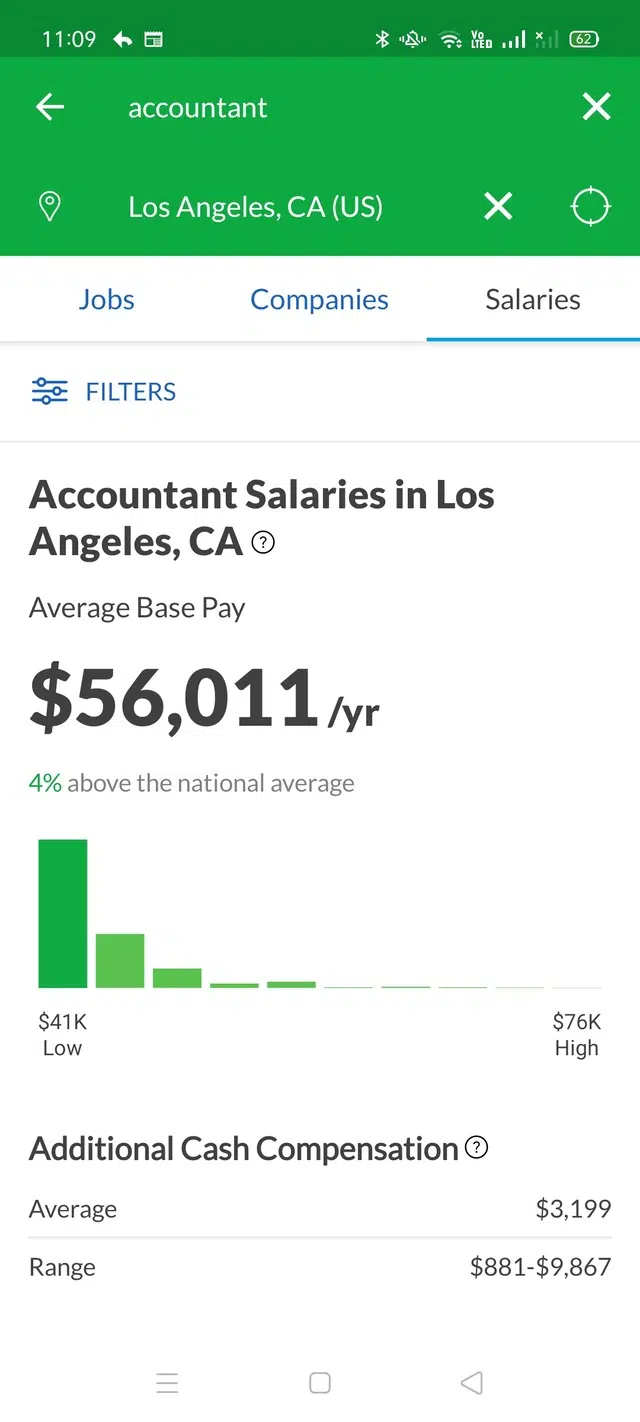 11:09
Vo
LTED
62
accountant
Los Angeles, CA (US)
Jobs Companies Salaries
FILTERS
Accountant Salaries in Los
Angeles, CA ?
Average Base Pay
$56,011 /yr
4% above the national average
$41K $76K
Low High
Additional Cash Compensation ?
Average $3,199
Range $881-$9,867